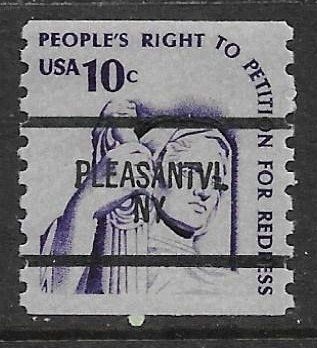 PEOPLE'S RIGHT TO PETITION FOR REDRESS
USA 10c
PLEASANTVL
NY